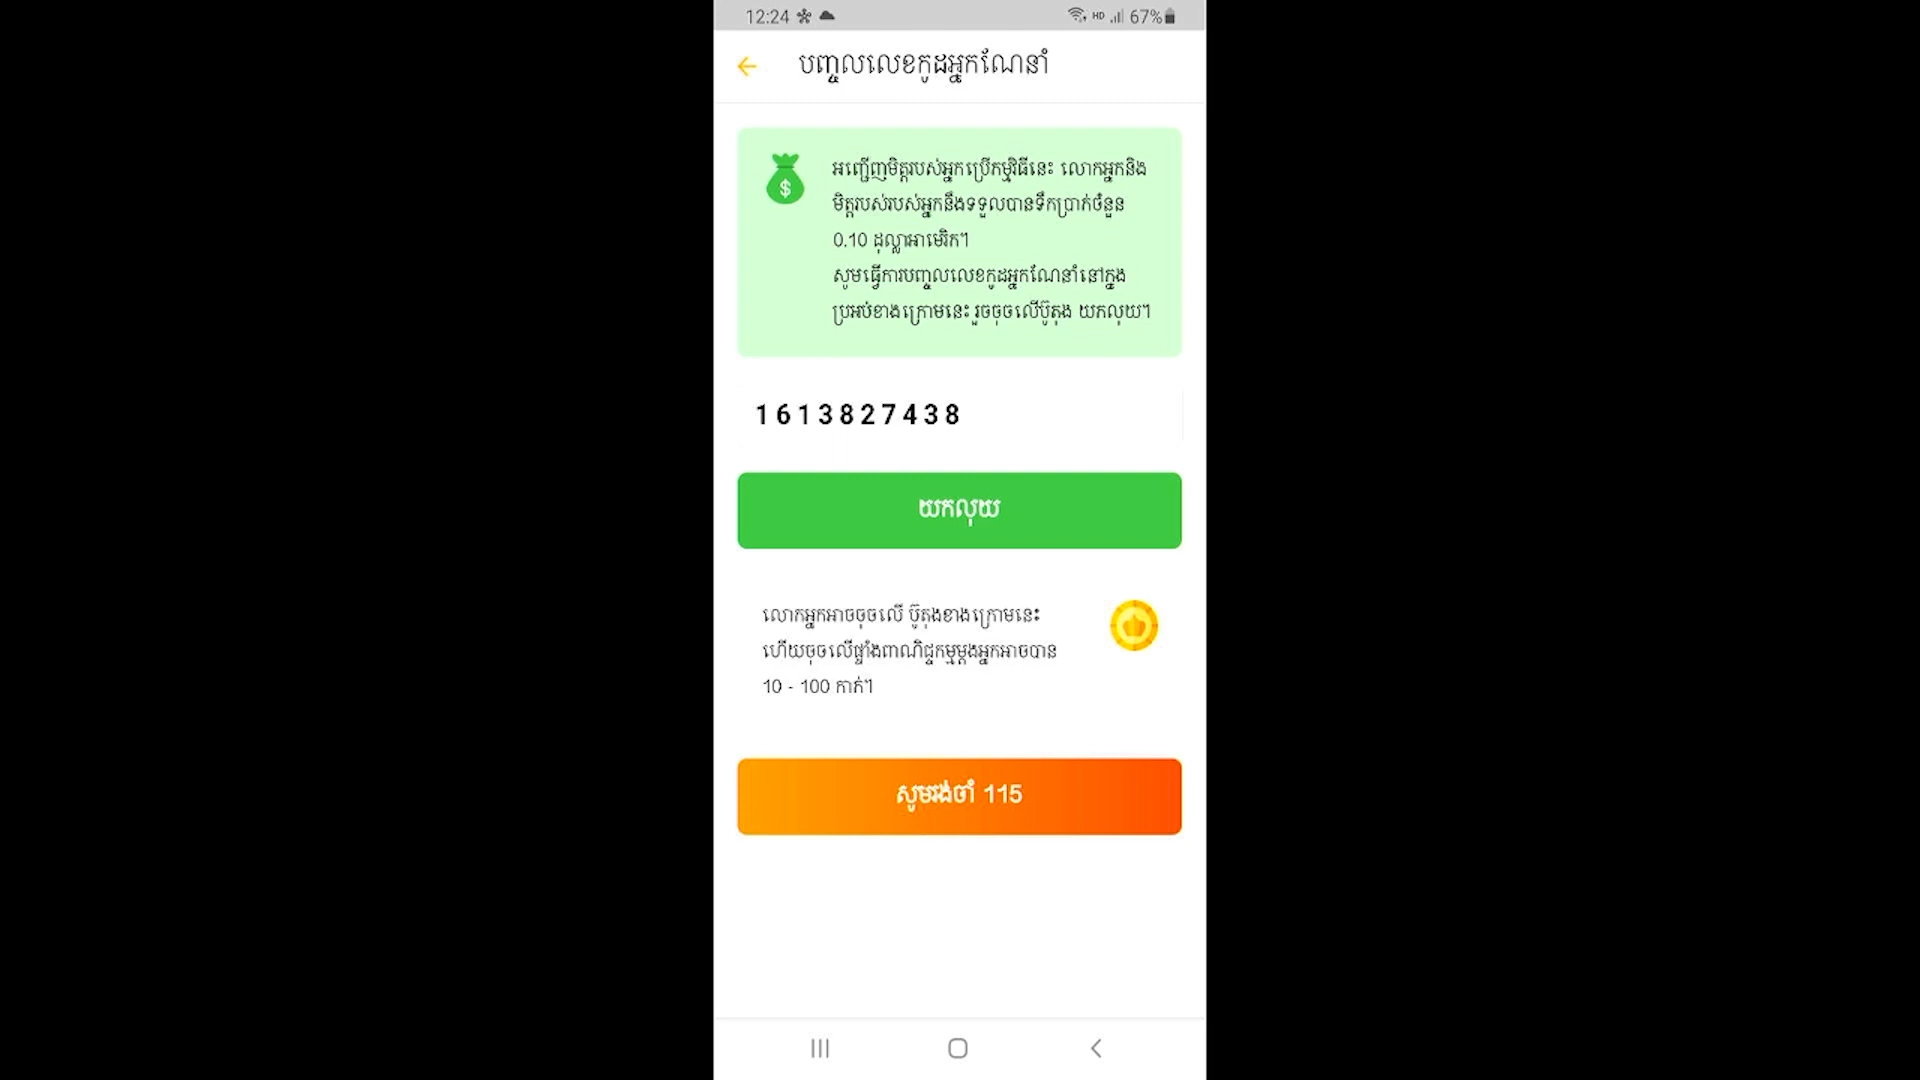 12:24
HD 67%
បញ្ចូលលេខកូដអ្នកណែនាំ
អញ្ជើញមិត្តរបស់អ្នកប្រើកម្មវិធីនេះ លោកអ្នកនិង
មិត្តរបស់របស់អ្នកនឹងទទួលបានទឹកប្រាក់ចំនួន
0.10 ដុល្លាអាមេរិក។
សូមធ្វើការបញ្ចូលលេខកូដអ្នកណែនាំនៅក្នុង
ប្រអប់ខាងក្រោមនេះ រួចចុចលើប៊ូតុង យកលុយ។
$
1613827438
យកលុយ
លោកអ្នកអាចចុចលើ ប៊ូតុងខាងក្រោមនេះ
ហើយចុចលើផ្ទាំងពាណិជ្ជកម្មម្ដងអ្នកអាចបាន
10 - 100 កាក់។
សូមរង់ចាំ 115